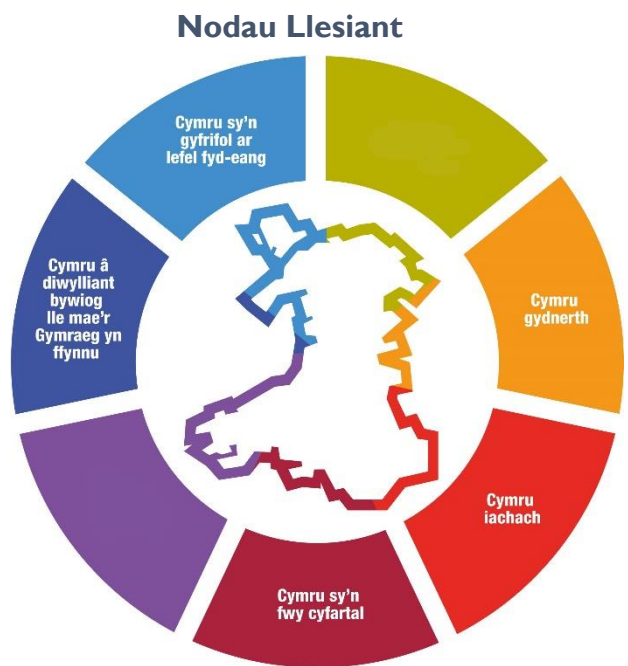 Nodau Llesiant
Cymru sy'n
gyfrifol ar
lefel fyd-eang
Cymru
gydnerth
Cymru
iachach
Cymru sy'n
fwy cyfartal
Cymru â
diwylliant
bywiog
lle mae'r
Gymraeg yn
ffynnu